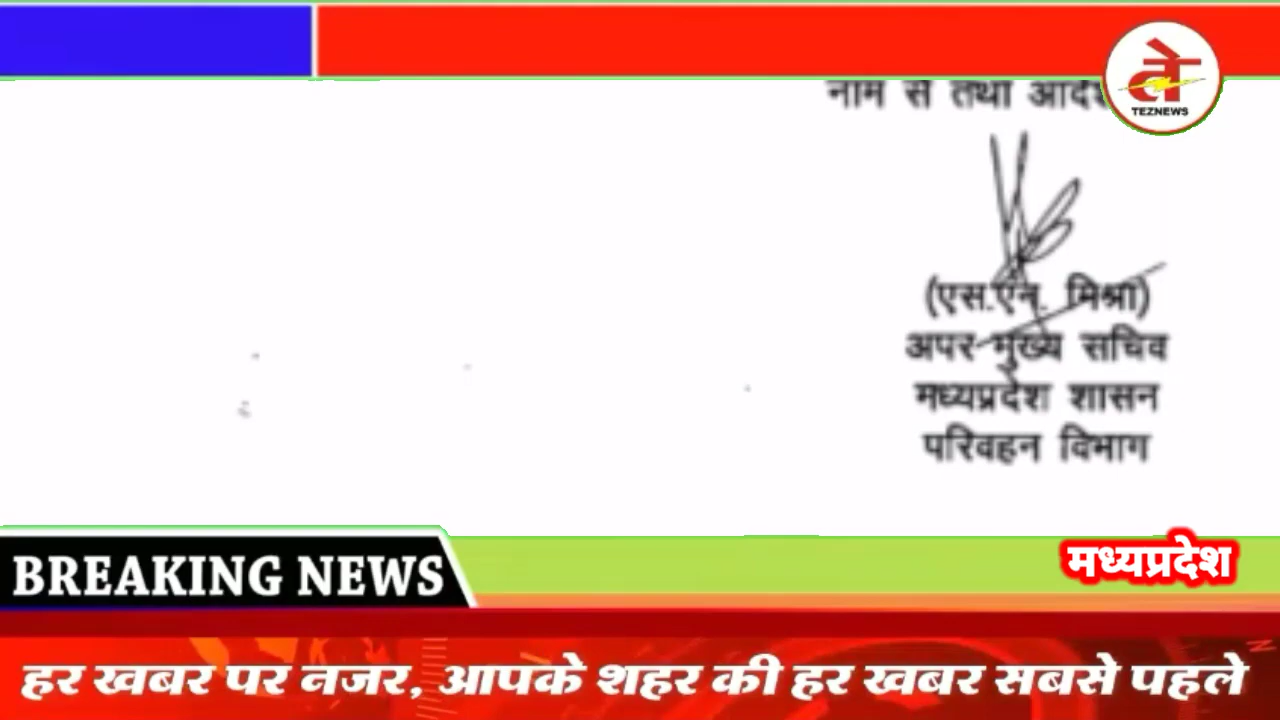 नाम से तथा
ते
TEZNEWS
(एस.एन. मिश्रा)
अपर मुख्य सचिव
मध्यप्रदेश शासन
परिवहन विभाग
BREAKING NEWS
मध्यप्रदेश
हर खबर पर नजर, आपके शहर की हर खबर सबसे पहले